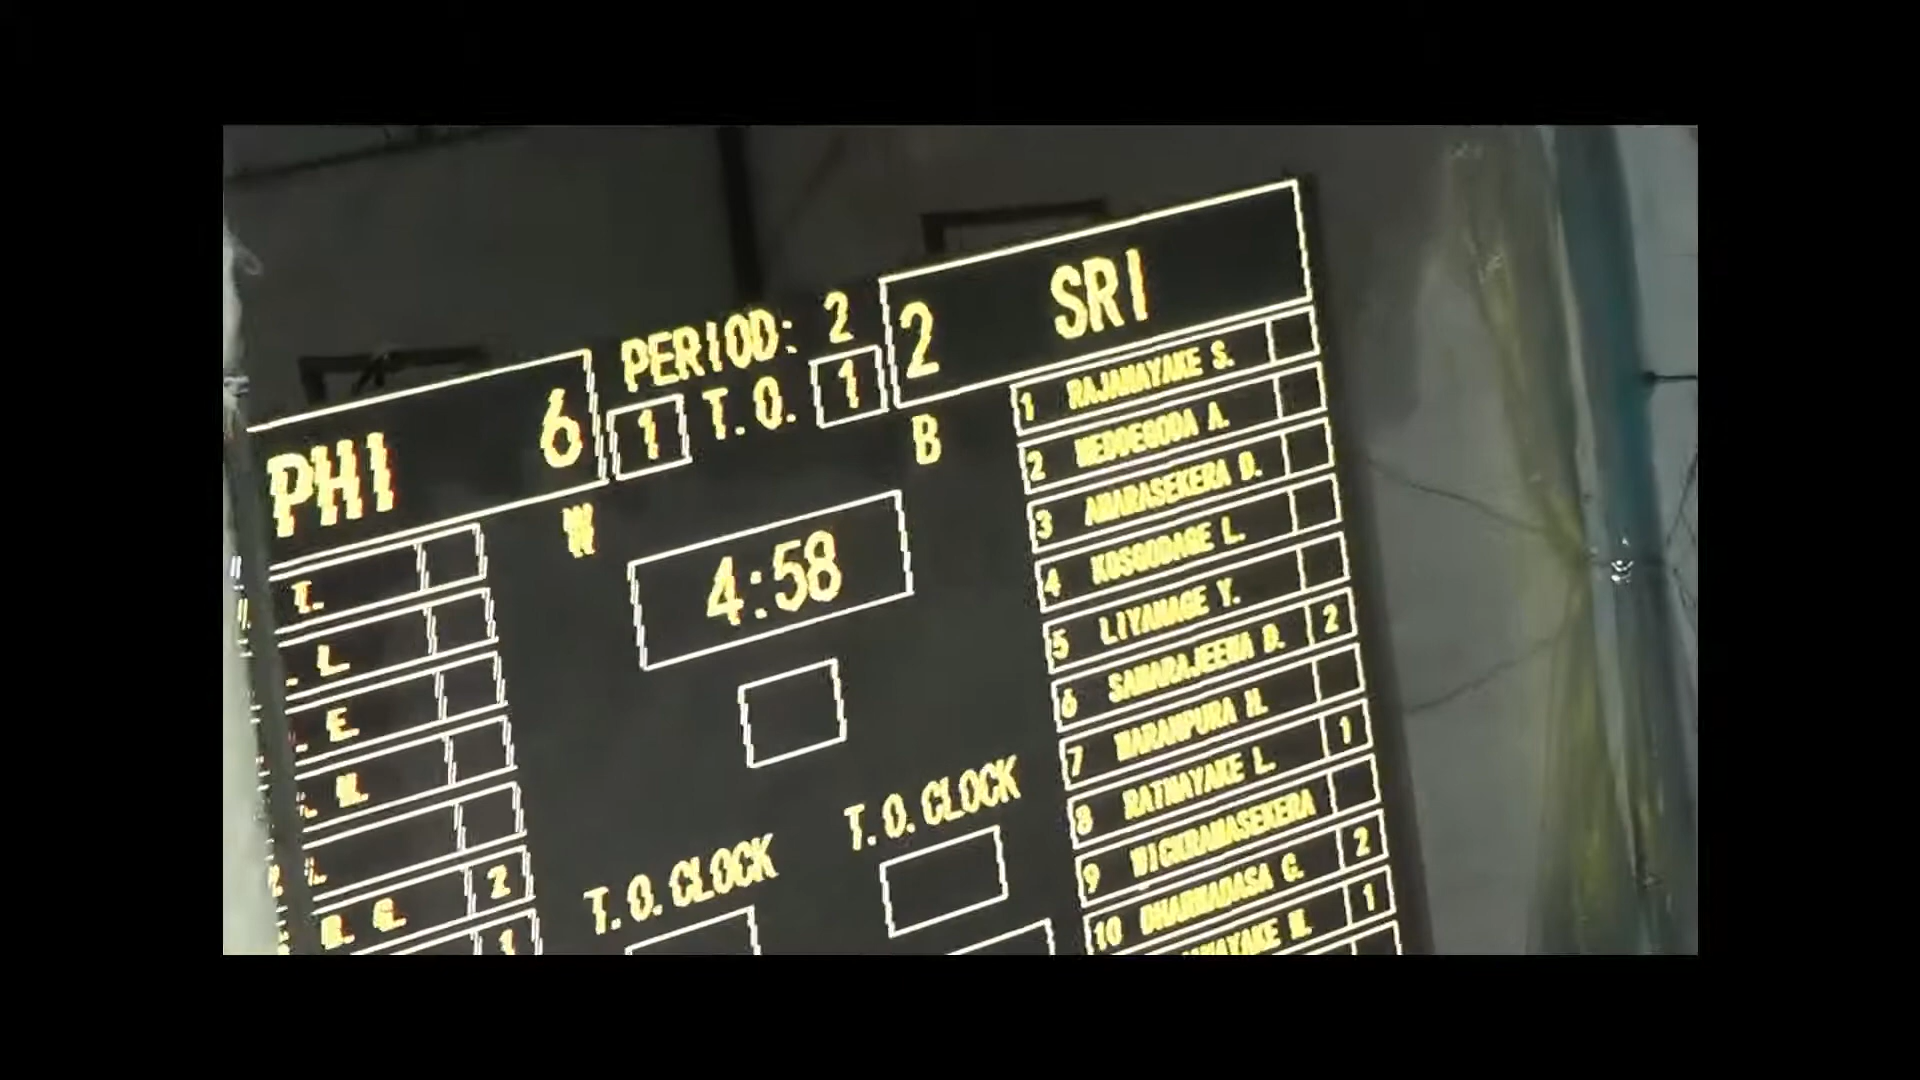 PHI 6
PERIOD: 2
1 T.O. 1
2 SRI
W
B
4:58
T.O.CLOCK
T.O.CLOCK
T.
L.
E.
M.
R. G. 2
1
1 RAJANAYAKE S.
2 MEDDEGODA A.
3 AMARASEKERA D.
4 KOSGODAGE L.
5 LIYANAGE Y.
6 SAMARAJEEWA D. 2
7 WARANPURA H.
8 RATNAYAKE L. 1
9 WICKRAMASEKERA
10 DHARMADASA G. 2
1